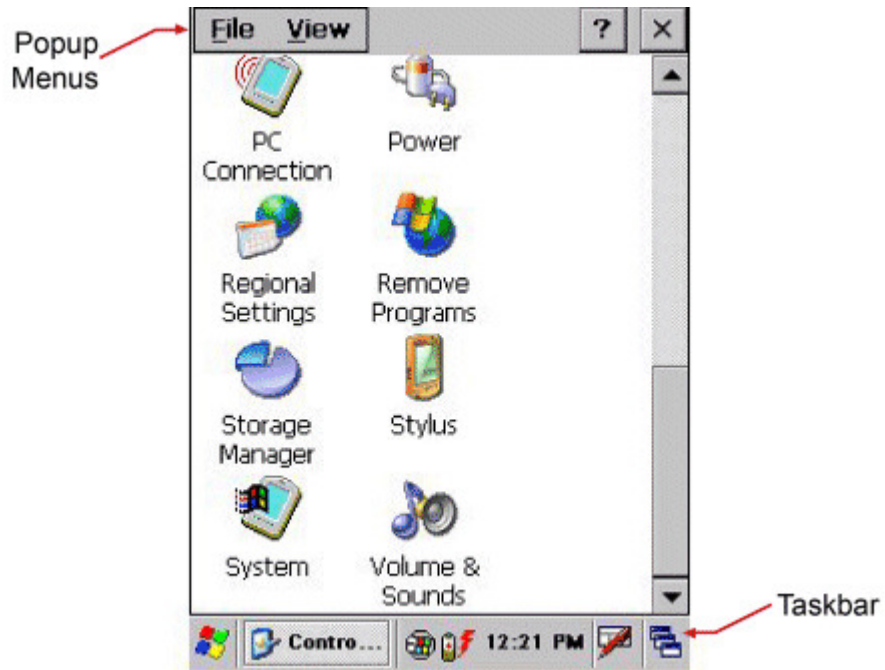 Popup
Menus
File View ? ×
PC
Connection
Power
Regional
Settings
Remove
Programs
Storage
Manager
Stylus
System
Volume &
Sounds
Contro... 12:21 PM
Taskbar